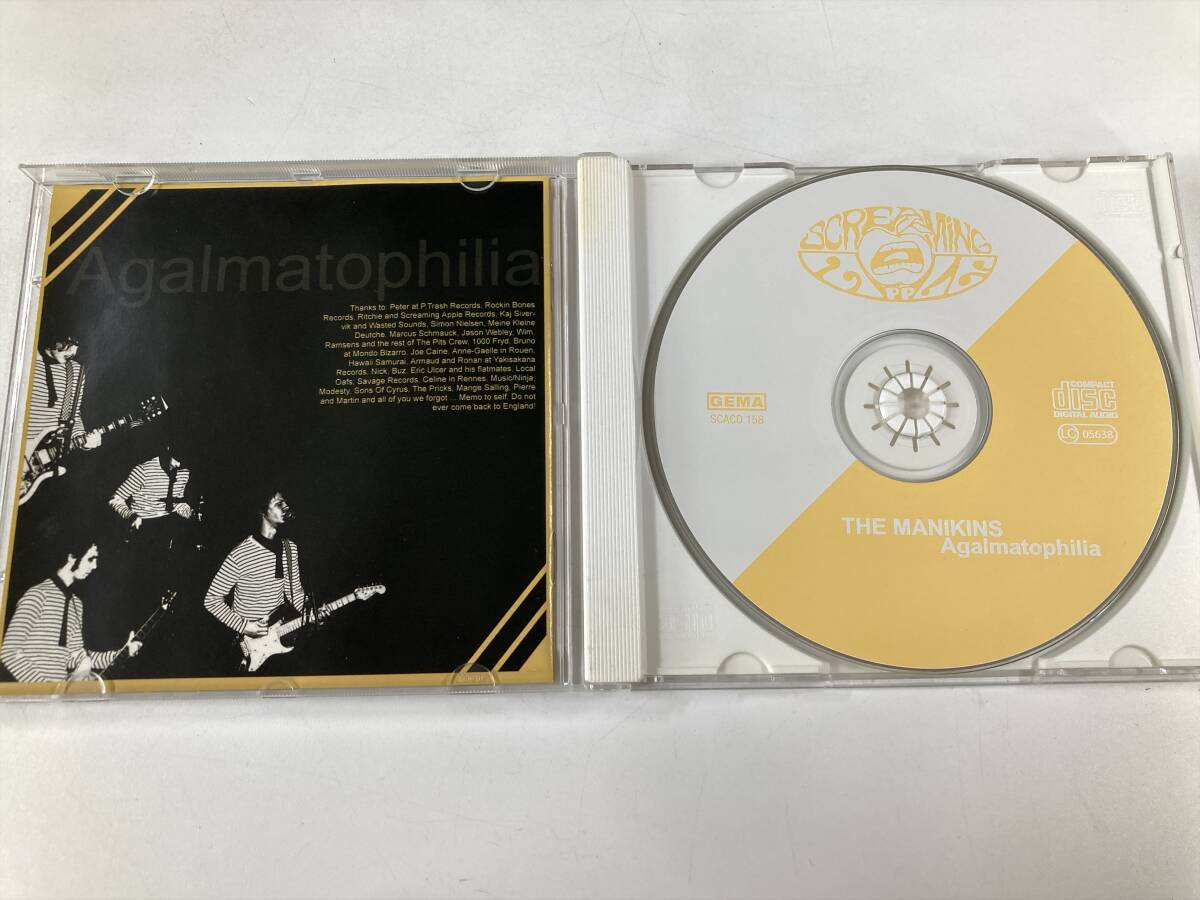 Agalmatophilia
Thanks to: Peter at P.Trash Records, Rockin Bones
Records, Ritchie and Screaming Apple Records, Kaj Siver-
vik and Wasted Sounds, Simon Nielsen, Meine Kleine
Deutche, Marcus Schmauck, Jason Webley, Wim,
Ramsens and the rest of The Pits Crew, 1000 Fryd, Bruno
at Mondo Bizarro, Joe Caine, Anne-Gaelle in Rouen,
Hawaii Samurai, Armaud and Ronan at Yakisakana
Records, Nick, Buz, Eric Ulcer and his flatmates, Local
Oafs, Savage Records, Celine in Rennes, Music/Ninja,
Modesty, Sons Of Cyrus, The Pricks, Mange Salling, Pierre
and Martin and all of you we forgot ... Memo to self: Do not
ever come back to England!
SCREAMING
APPLE
GEMA
SCACD 158
COMPACT
disc
DIGITAL AUDIO
LC 05638
THE MANIKINS
Agalmatophilia